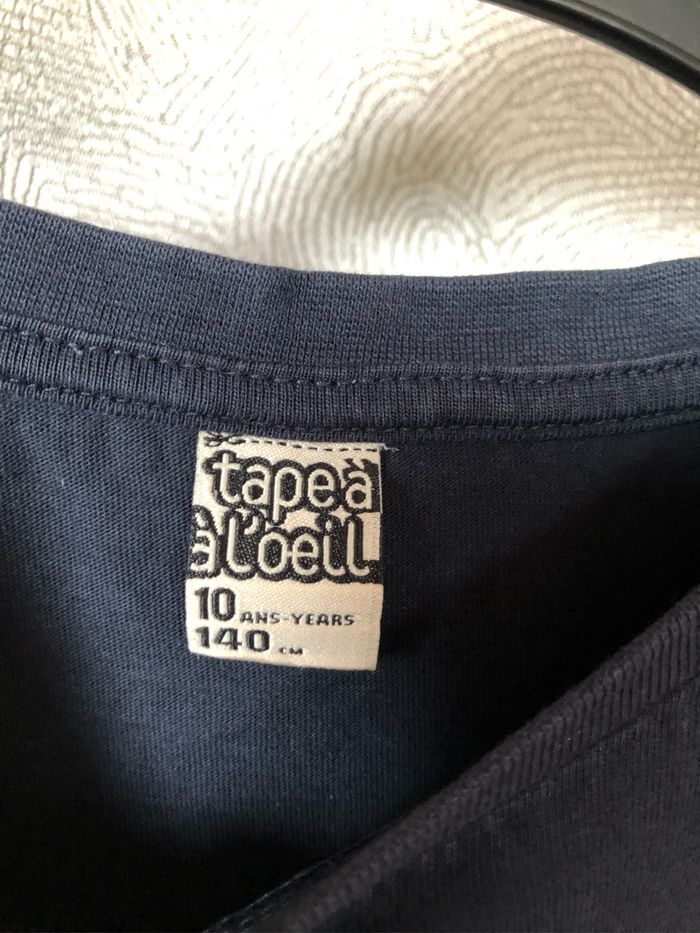 tape à
à l'oeil
10 ANS-YEARS
140 CM